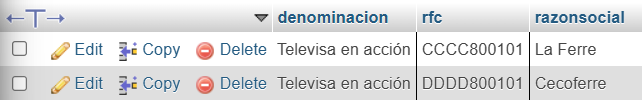 denominacion rfc razonsocial
Edit Copy Delete Televisa en acción CCCC800101 La Ferre
Edit Copy Delete Televisa en acción DDDD800101 Cecoferre